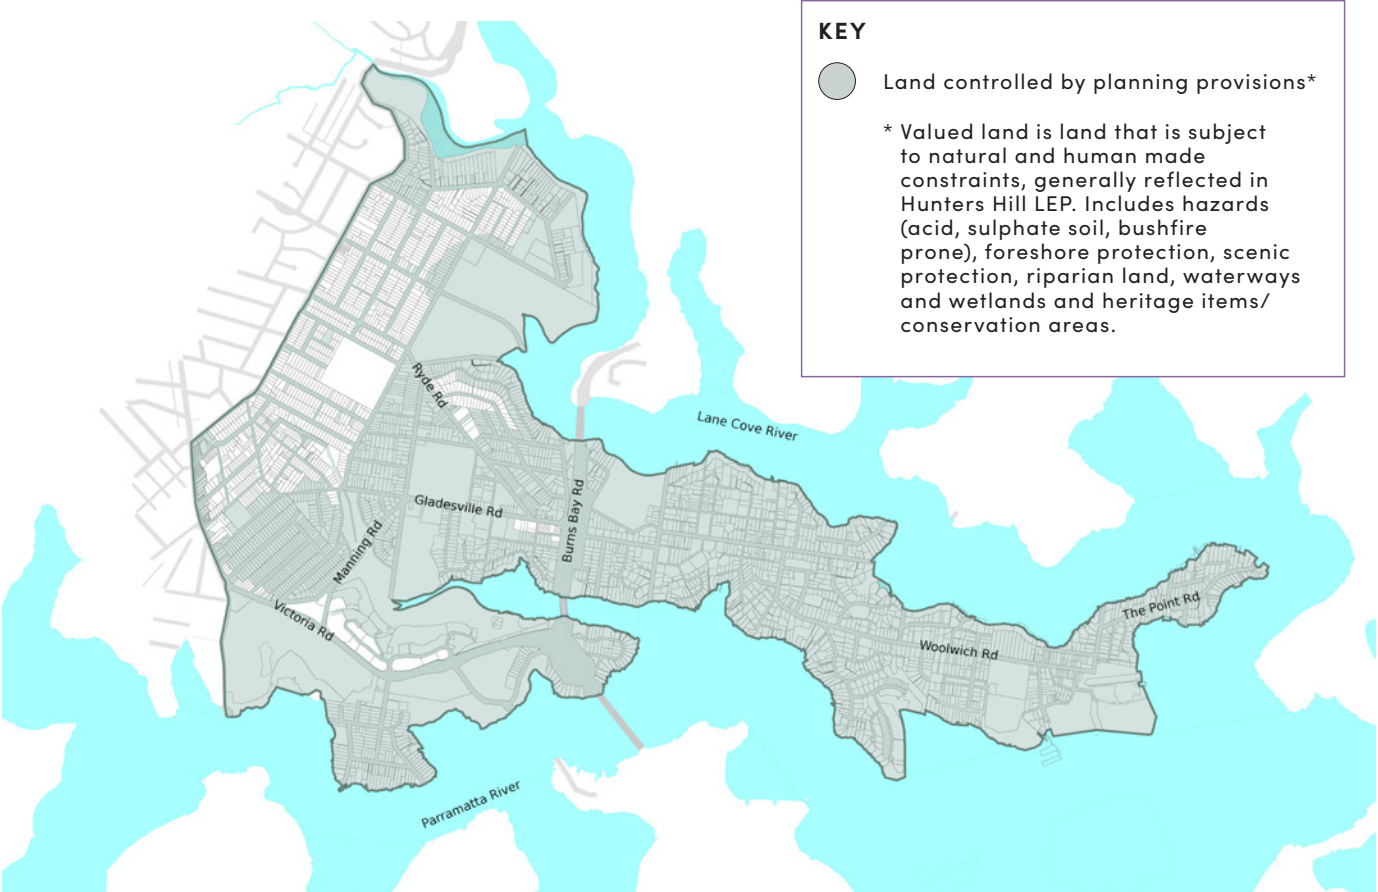 KEY
Land controlled by planning provisions*
* Valued land is land that is subject
to natural and human made
constraints, generally reflected in
Hunters Hill LEP. Includes hazards
(acid, sulphate soil, bushfire
prone), foreshore protection, scenic
protection, riparian land, waterways
and wetlands and heritage items/
conservation areas.
Ryde Rd
Lane Cove River
Gladesville Rd
Burns Bay Rd
Manning Rd
Victoria Rd
The Point Rd
Woolwich Rd
Parramatta River